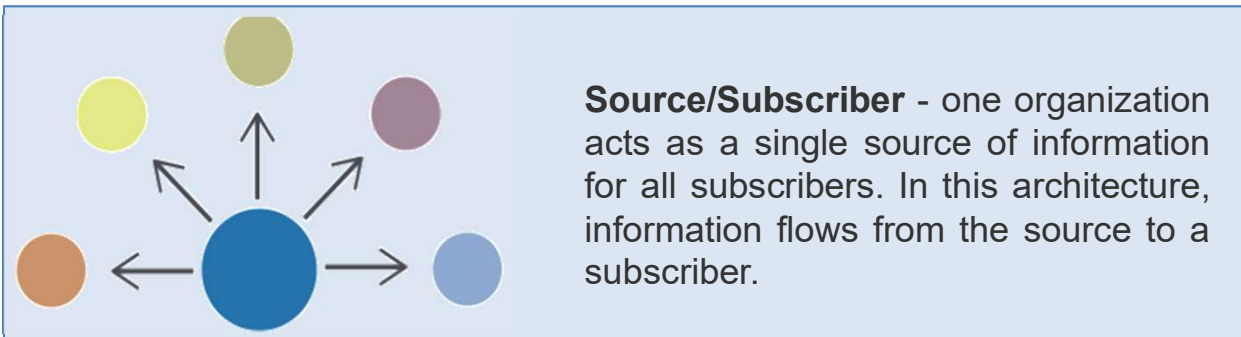 Source/Subscriber - one organization
acts as a single source of information
for all subscribers. In this architecture,
information flows from the source to a
subscriber.